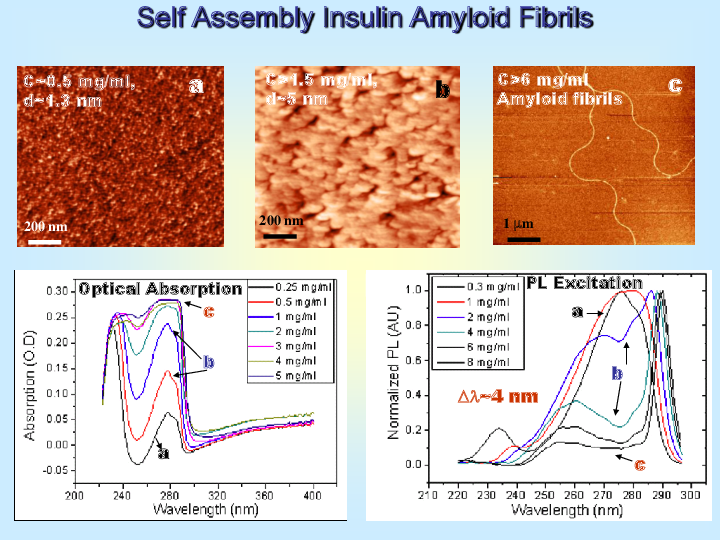 Self Assembly Insulin Amyloid Fibrils
C~0.5 mg/ml,
d~1.3 nm
a
200 nm
C>1.5 mg/ml,
d~5 nm
b
200 nm
C>6 mg/ml
Amyloid fibrils
c
1 μm
Optical Absorption
0.25 mg/ml
0.5 mg/ml
1 mg/ml
2 mg/ml
3 mg/ml
4 mg/ml
5 mg/ml
c
b
a
Absorption (O.D)
0.30
0.25
0.20
0.15
0.10
0.05
0.00
-0.05
200 240 280 320 360 400
Wavelength (nm)
PL Excitation
0.3 mg/ml
1 mg/ml
2 mg/ml
4 mg/ml
6 mg/ml
8 mg/ml
a
b
c
Δλ~4 nm
Normalized PL (AU)
1.0
0.8
0.6
0.4
0.2
0.0
210 220 230 240 250 260 270 280 290 300
Wavelength (nm)